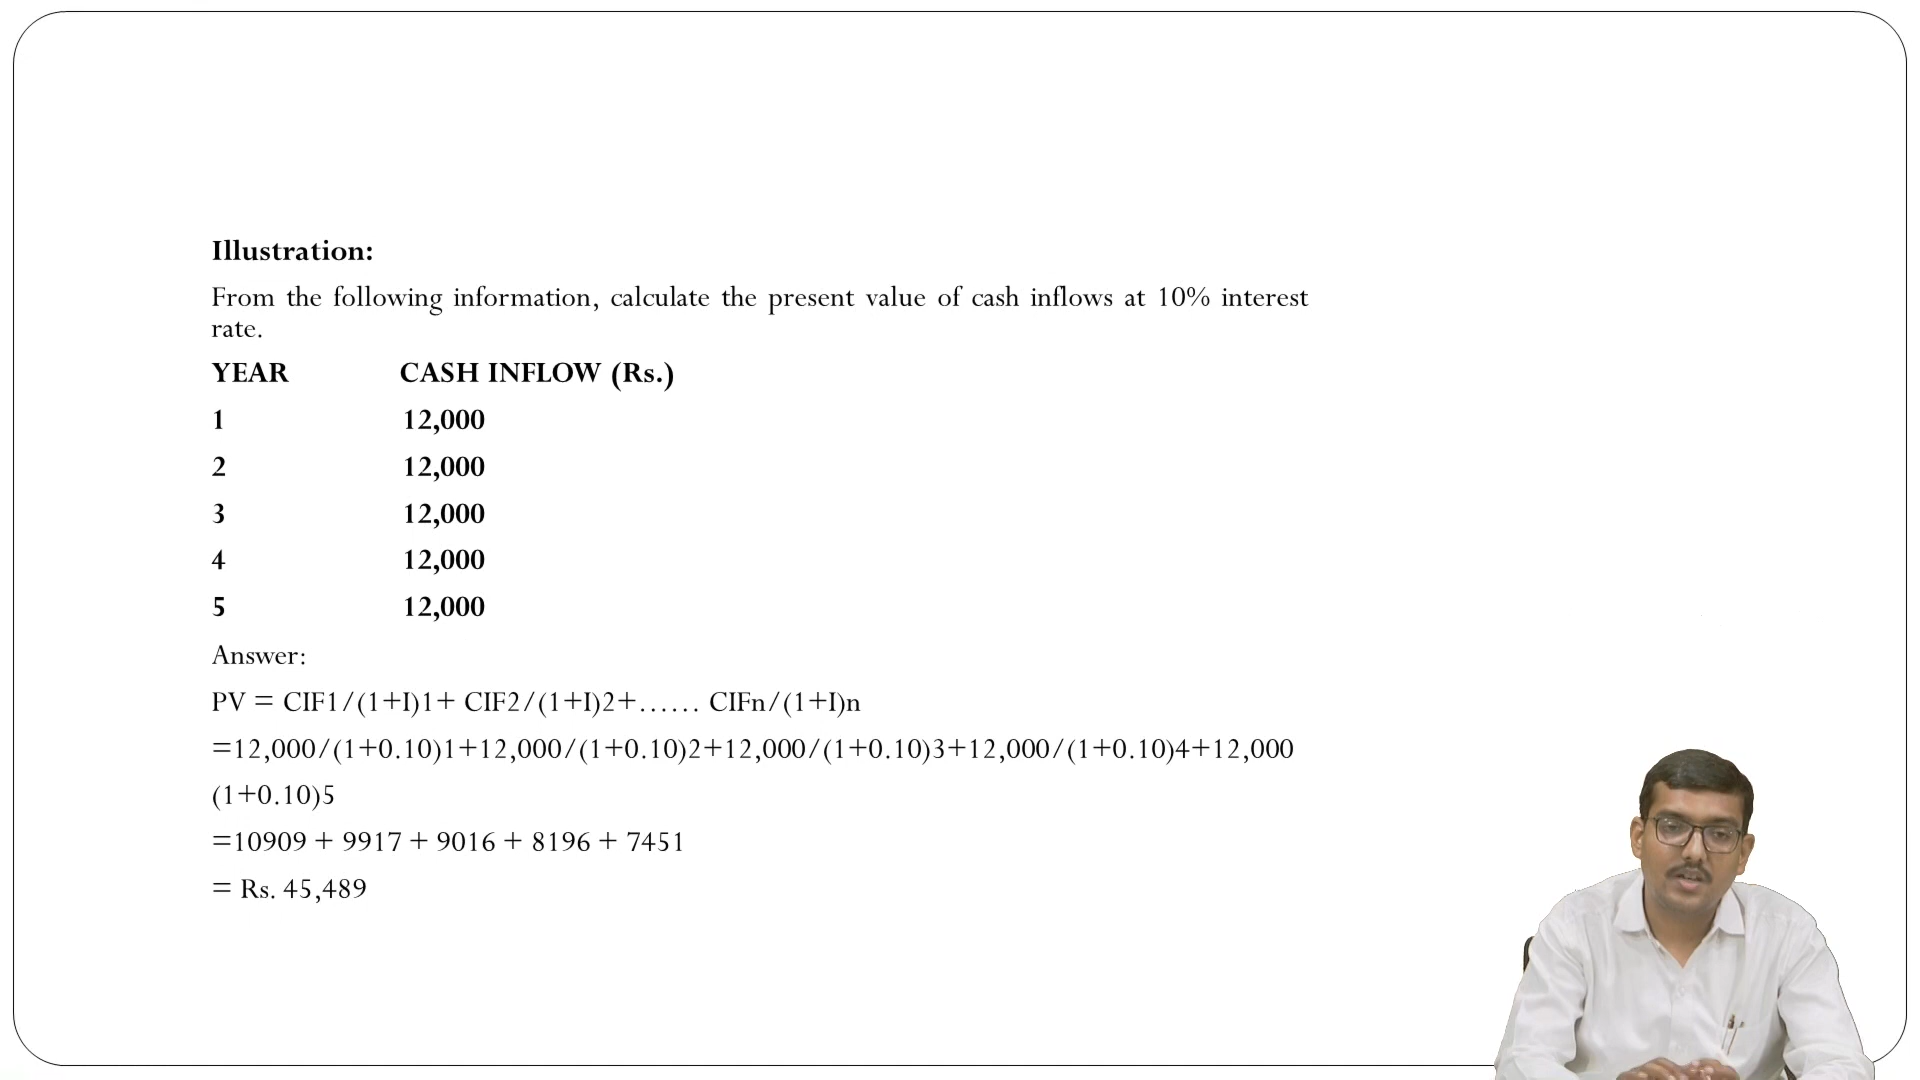 Illustration:
From the following information, calculate the present value of cash inflows at 10% interest
rate.
YEAR CASH INFLOW (Rs.)
1 12,000
2 12,000
3 12,000
4 12,000
5 12,000
Answer:
PV = CIF1/(1+I)1+ CIF2/(1+I)2+...... CIFn/(1+I)n
=12,000/(1+0.10)1+12,000/(1+0.10)2+12,000/(1+0.10)3+12,000/(1+0.10)4+12,000
(1+0.10)5
=10909 + 9917 + 9016 + 8196 + 7451
= Rs. 45,489